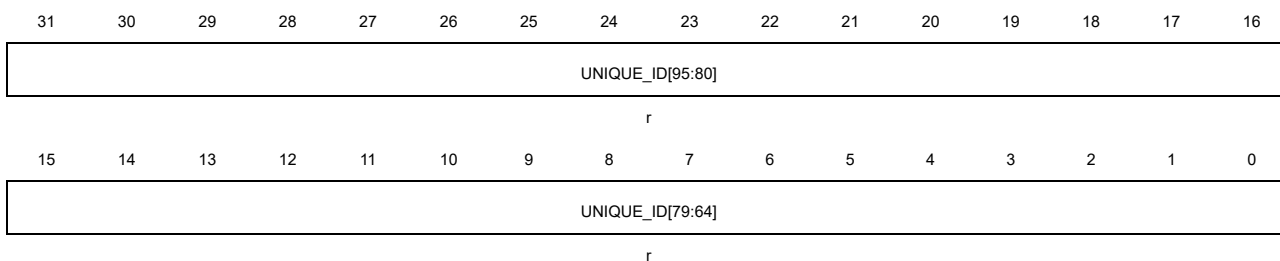 31 30 29 28 27 26 25 24 23 22 21 20 19 18 17 16
UNIQUE_ID[95:80]
r
15 14 13 12 11 10 9 8 7 6 5 4 3 2 1 0
UNIQUE_ID[79:64]
r